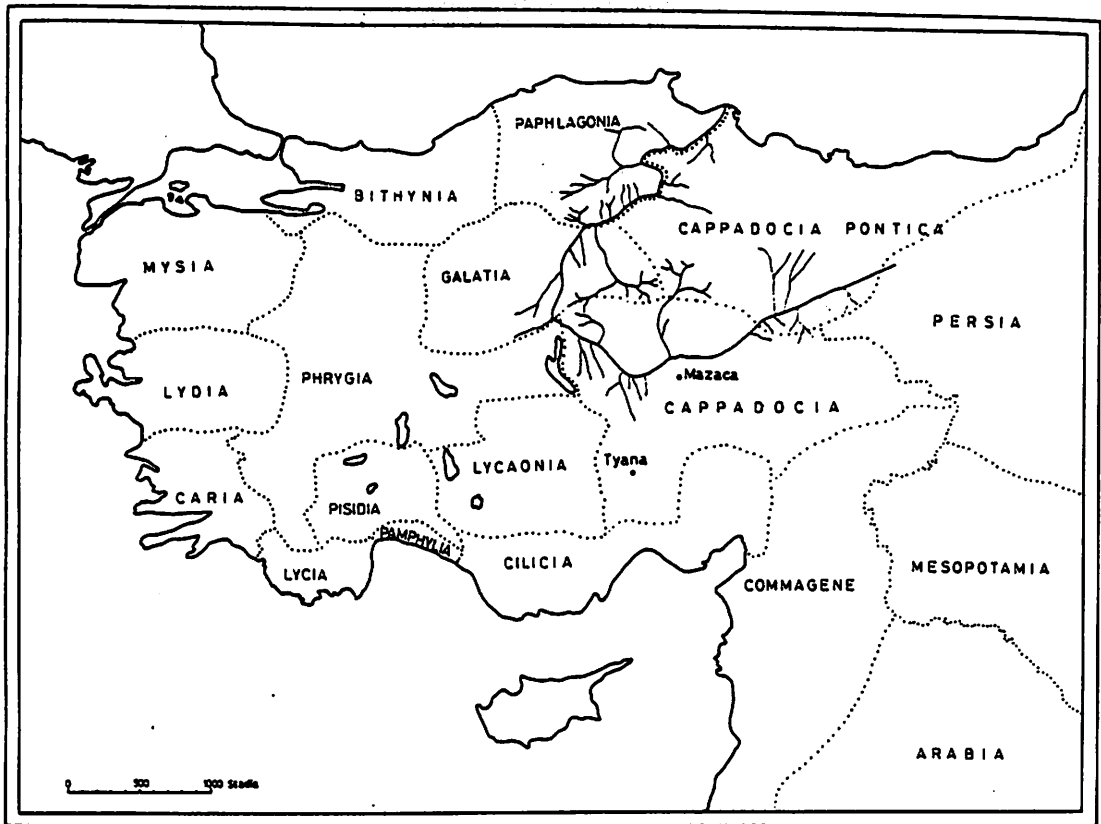 PAPHLAGONIA
BITHYNIA
CAPPADOCIA PONTICA
MYSIA
GALATIA
PERSIA
PHRYGIA
Mazaca
LYDIA
CAPPADOCIA
LYCAONIA
Tyana
CARIA
PISIDIA
PAMPHYLIA
CILICIA
LYCIA
COMMAGENE
MESOPOTAMIA
ARABIA
0 500 1000 Stadia